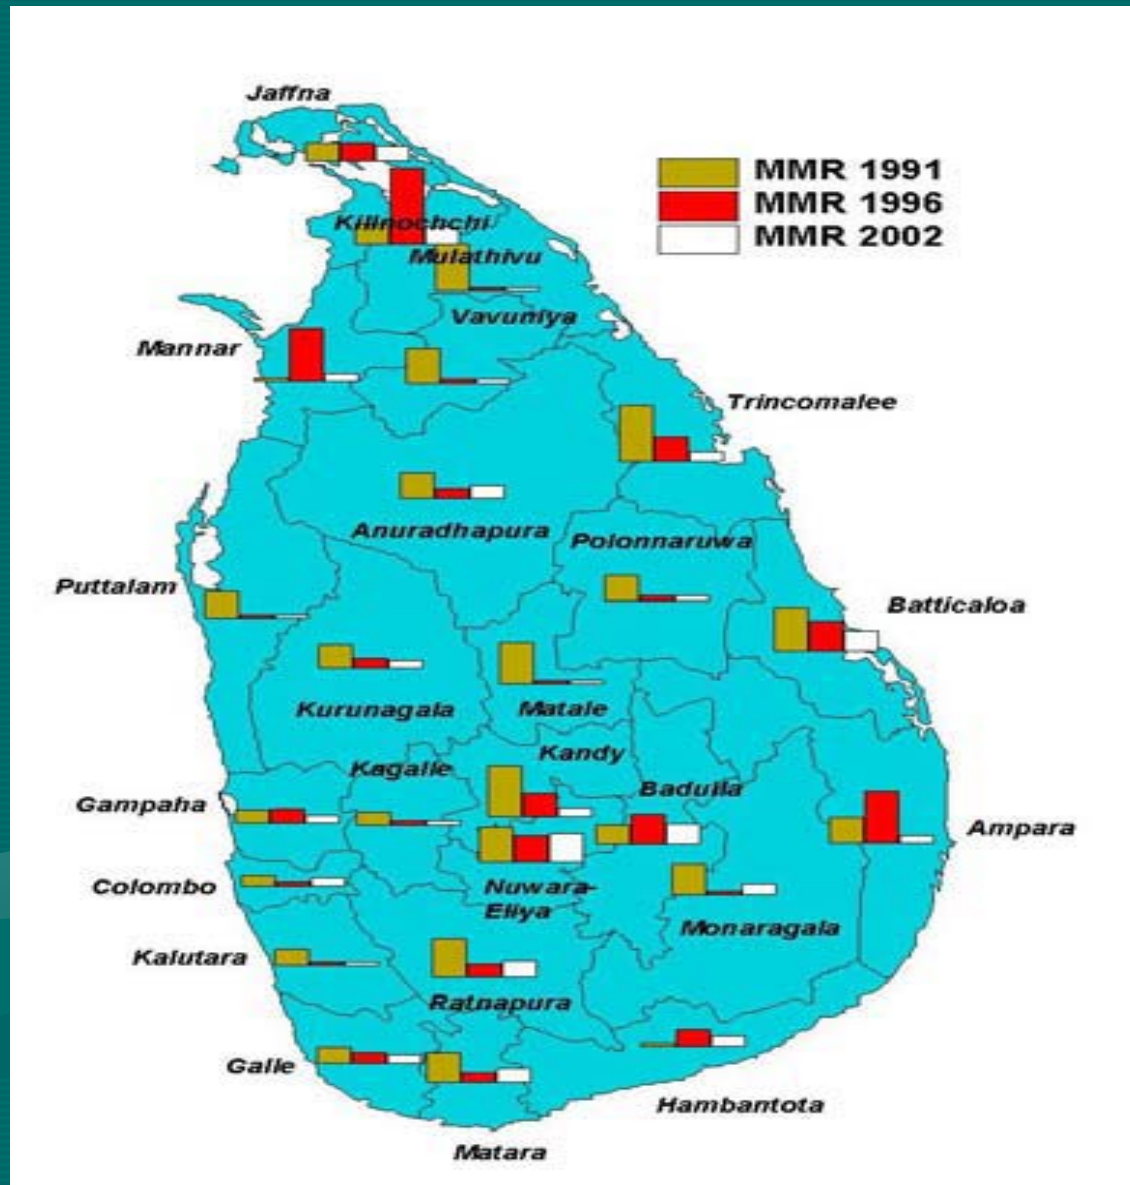 Jaffna
MMR 1991
MMR 1996
MMR 2002
Kilinochchi
Mulathivu
Vavuniya
Mannar
Trincomalee
Anuradhapura
Polonnaruwa
Puttalam
Batticaloa
Kurunagala
Matale
Kandy
Kagalle
Badulla
Gampaha
Ampara
Colombo
Nuwara-
Eliya
Monaragala
Kalutara
Ratnapura
Galle
Hambantota
Matara